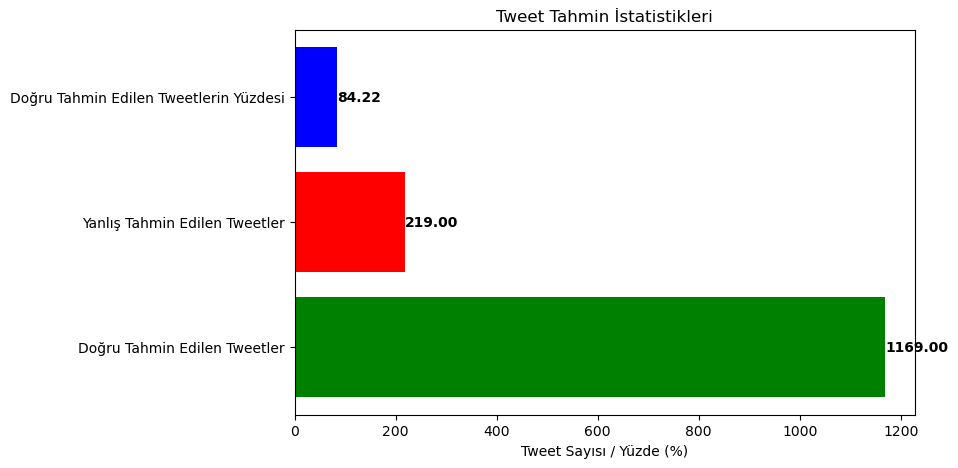 Tweet Tahmin İstatistikleri
Doğru Tahmin Edilen Tweetlerin Yüzdesi
84.22
Yanlış Tahmin Edilen Tweetler
219.00
Doğru Tahmin Edilen Tweetler
1169.00
0 200 400 600 800 1000 1200
Tweet Sayısı / Yüzde (%)